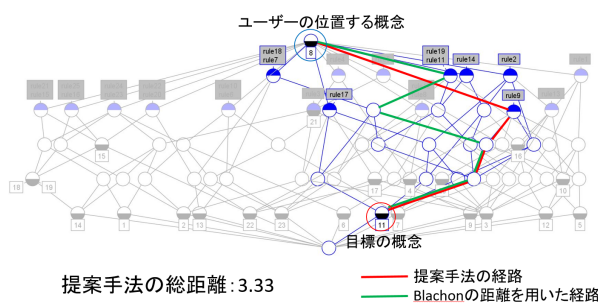 ユーザーの位置する概念
rule18
rule7
8
rule19
rule11
rule14
rule2
rule17
rule9
21
15
16
18
19
17
4
10
14
1
2
13
22
23
8
11
9
3
12
5
目標の概念
提案手法の総距離:3.33
提案手法の経路
Blachonの距離を用いた経路